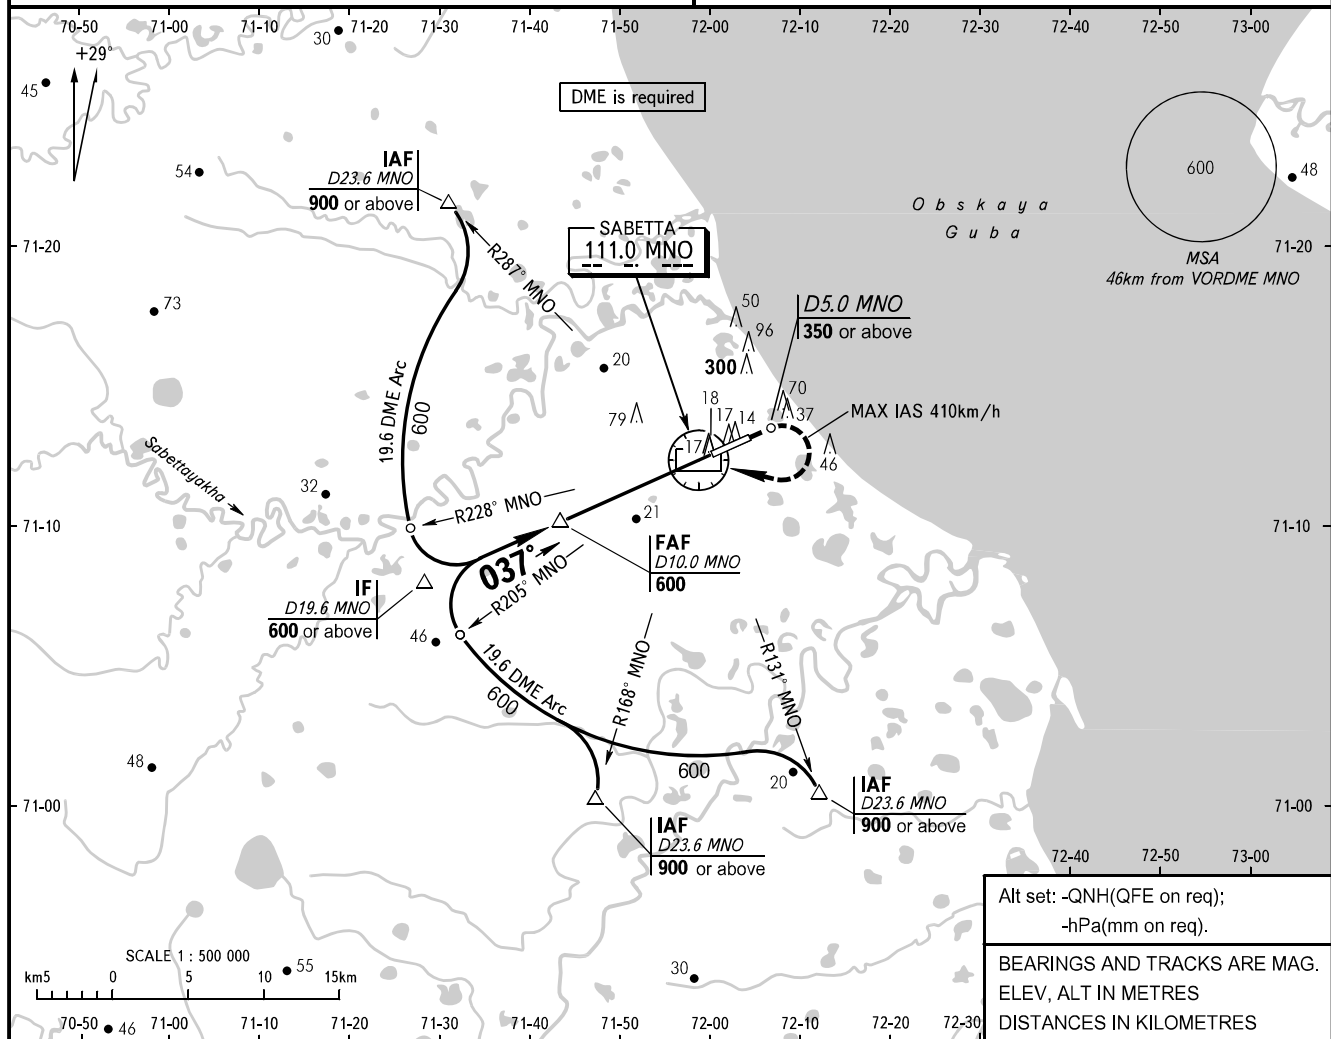 70-50 71-00 71-10 71-20 71-30 71-40 71-50 72-00 72-10 72-20 72-30 72-40 72-50 73-00
30
+29°
45
DME is required
54
IAF
D23.6 MNO
900 or above
600
48
Obskaya
Guba
SABETTA
111.0 MNO
71-20
71-20
R287° MNO
MSA
46km from VORDME MNO
73
50
D5.0 MNO
96
350 or above
20
300
19.6 DME Arc
600
79
18
17
14
17
70
37
MAX IAS 410km/h
46
Sabettayakha
32
R228° MNO
21
71-10
71-10
037°
R205° MNO
FAF
D10.0 MNO
600
IF
D19.6 MNO
600 or above
46
19.6 DME Arc
600
R168° MNO
R131° MNO
48
600
20
71-00
71-00
IAF
D23.6 MNO
900 or above
IAF
D23.6 MNO
900 or above
72-40 72-50 73-00
Alt set: -QNH(QFE on req);
-hPa(mm on req).
SCALE 1 : 500 000
km5 0 5 10 15km
55
30
BEARINGS AND TRACKS ARE MAG.
ELEV, ALT IN METRES
DISTANCES IN KILOMETRES
46
70-50 71-00 71-10 71-20 71-30 71-40 71-50 72-00 72-10 72-20 72-30